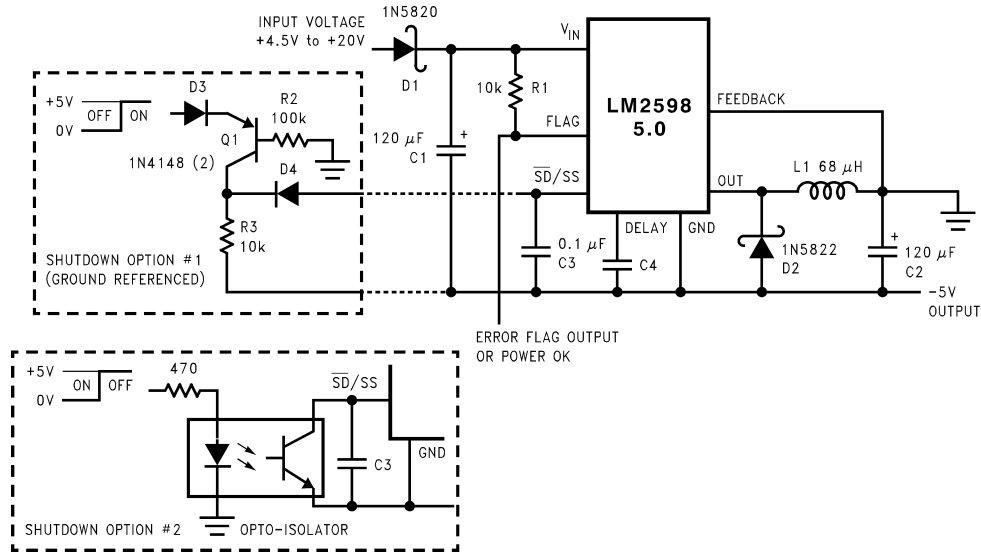 1N5820
INPUT VOLTAGE
+4.5V to +20V
D1
VIN
10k R1
FLAG
LM2598
5.0
FEEDBACK
D3
+5V
OFF ON
0V
R2
100k
Q1
1N4148 (2)
D4
120 μF
+
C1
SD/SS
OUT
L1 68 μH
R3
10k
SHUTDOWN OPTION #1
(GROUND REFERENCED)
0.1 μF
C3
DELAY
GND
C4
1N5822
D2
+
120 μF
C2
-5V
OUTPUT
ERROR FLAG OUTPUT
OR POWER OK
+5V
ON OFF
0V
470
SD/SS
GND
C3
SHUTDOWN OPTION #2
OPTO-ISOLATOR